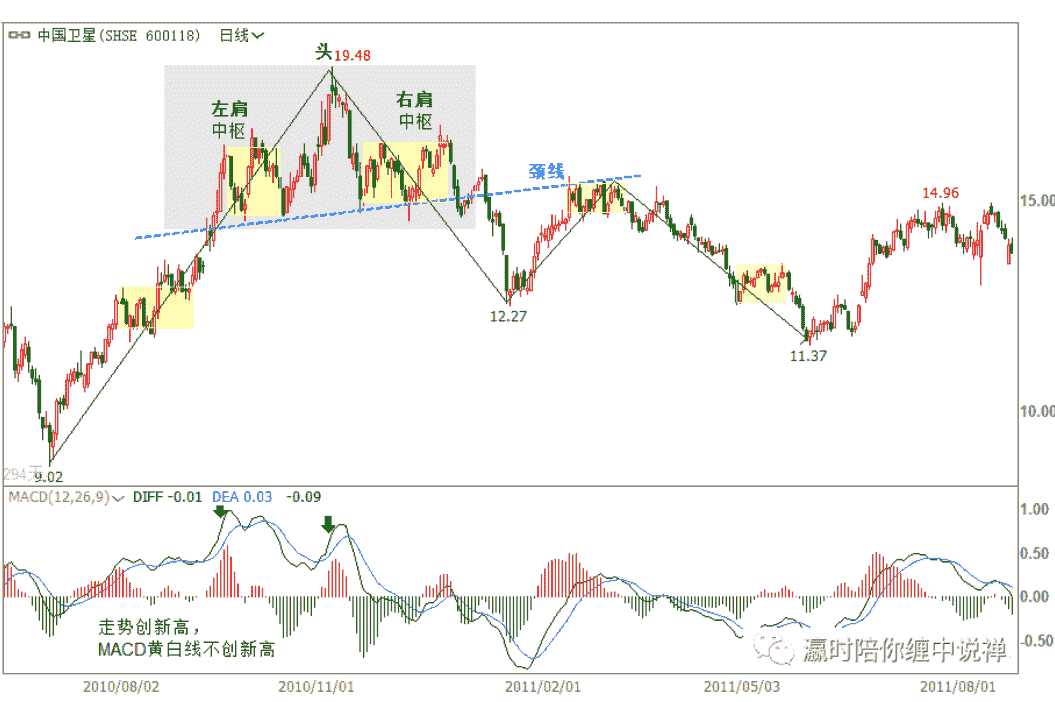 中国卫星(SHSE 600118) 日线
头 19.48
左肩
中枢
右肩
中枢
颈线
14.96
15.00
12.27
11.37
10.00
294天
9.02
MACD(12,26,9) DIFF -0.01 DEA 0.03 -0.09
1.00
0.50
0.00
-0.50
走势创新高，
MACD黄白线不创新高
瀛时陪你缠中说禅
2010/08/02 2010/11/01 2011/02/01 2011/05/03 2011/08/01